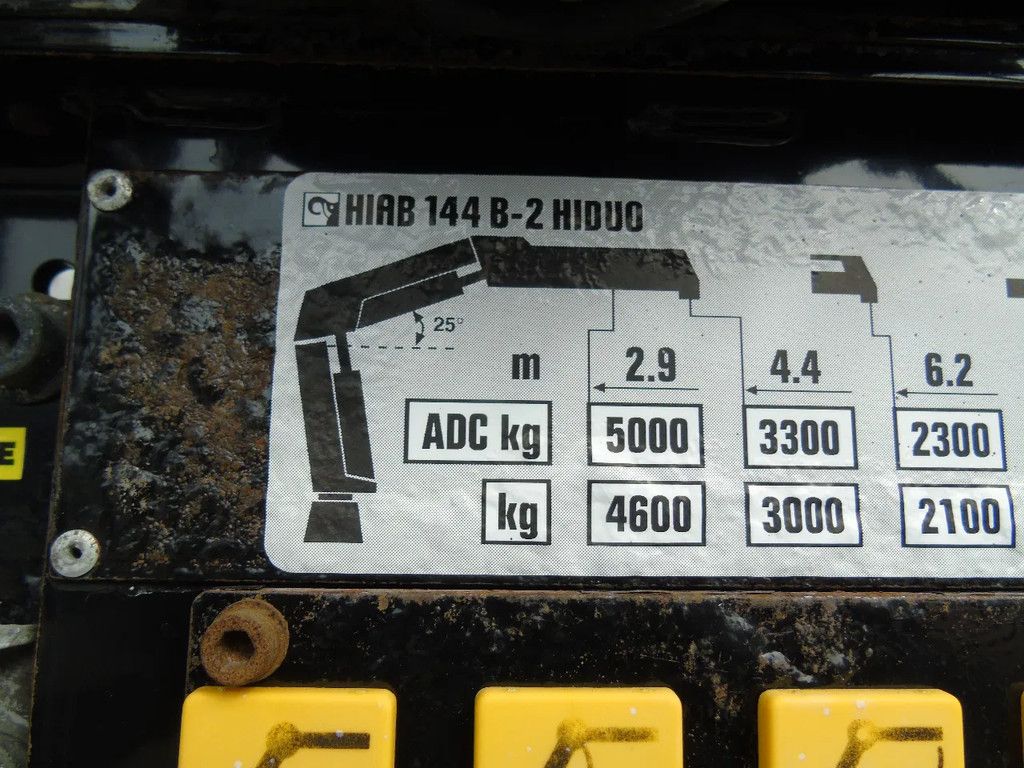 HIAB 144 B-2 HIDUO
25°
m 2.9 4.4 6.2
ADC kg 5000 3300 2300
kg 4600 3000 2100
E